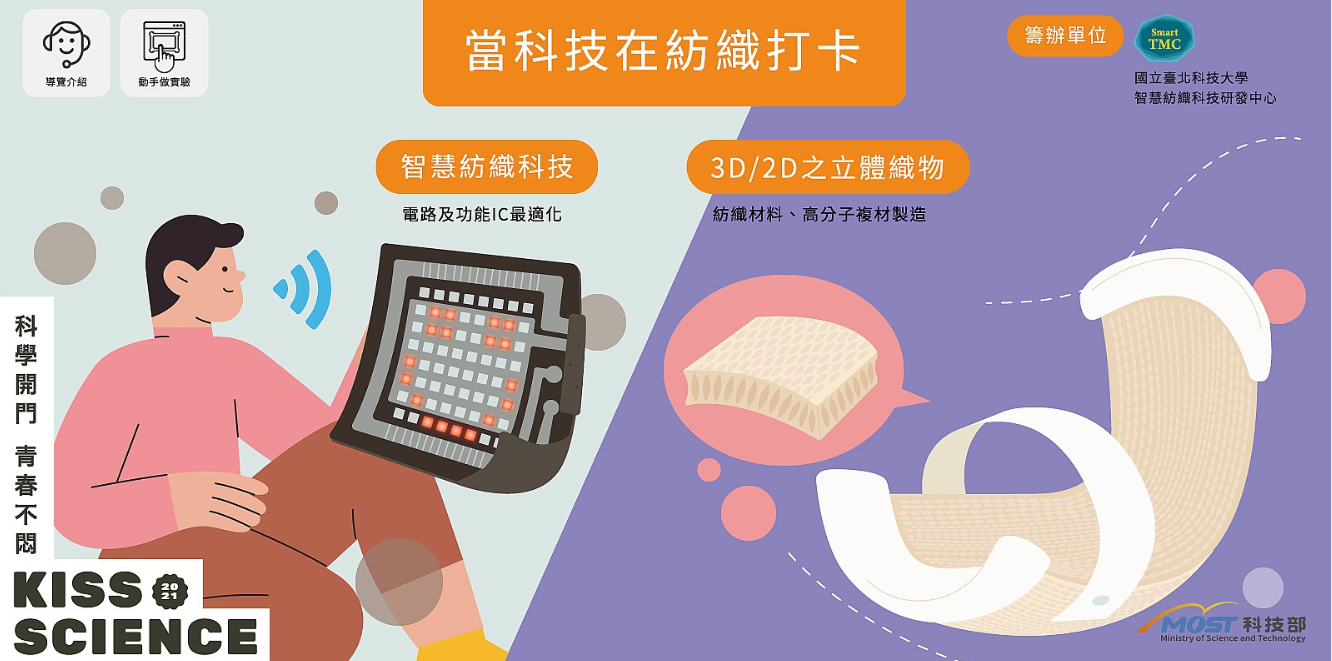 導覽介紹
動手做實驗
當科技在紡織打卡
籌辦單位
Smart
TMC
國立臺北科技大學
智慧紡織科技研發中心
智慧紡織科技
電路及功能IC最適化
3D/2D之立體織物
紡織材料、高分子複材製造
科學開門 青春不悶
KISS 2021
SCIENCE
MOST 科技部
Ministry of Science and Technology